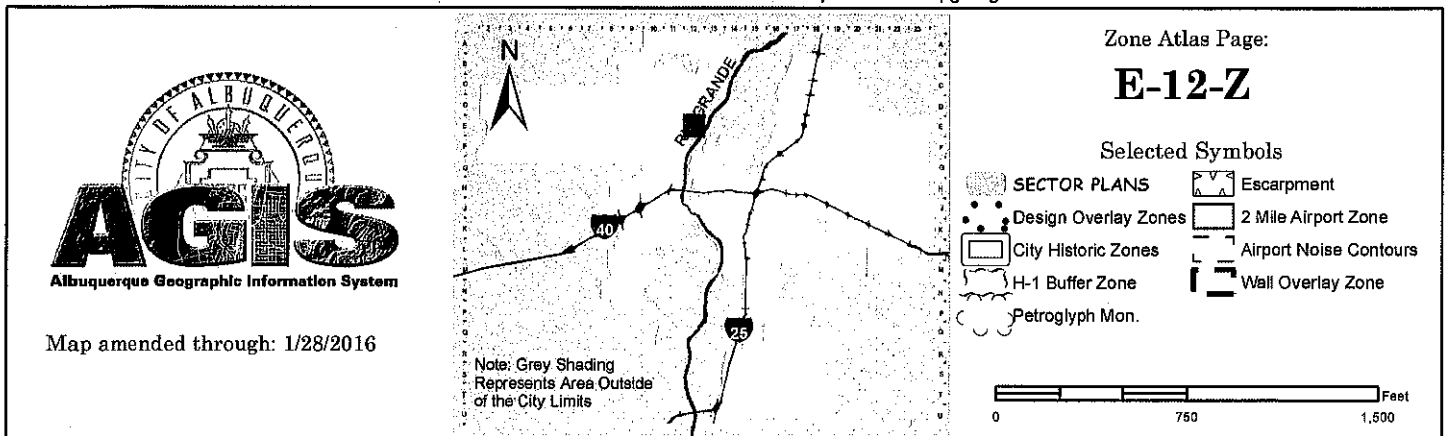 CITY OF ALBUQUERQUE
AGIS
Albuquerque Geographic Information System
Map amended through: 1/28/2016
N
RIO GRANDE
40
25
Note: Grey Shading
Represents Area Outside
of the City Limits
Zone Atlas Page:
E-12-Z
Selected Symbols
SECTOR PLANS
Escarpment
Design Overlay Zones
2 Mile Airport Zone
City Historic Zones
Airport Noise Contours
H-1 Buffer Zone
Wall Overlay Zone
Petroglyph Mon.
Feet
0 750 1,500